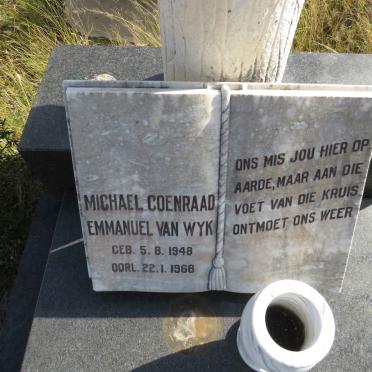 MICHAEL COENRAAD
EMMANUEL VAN WYK
GEB. 5. 8. 1948
OORL. 22. 1. 1968
ONS MIS JOU HIER OP
AARDE, MAAR AAN DIE
VOET VAN DIE KRUIS
ONTMOET ONS WEER